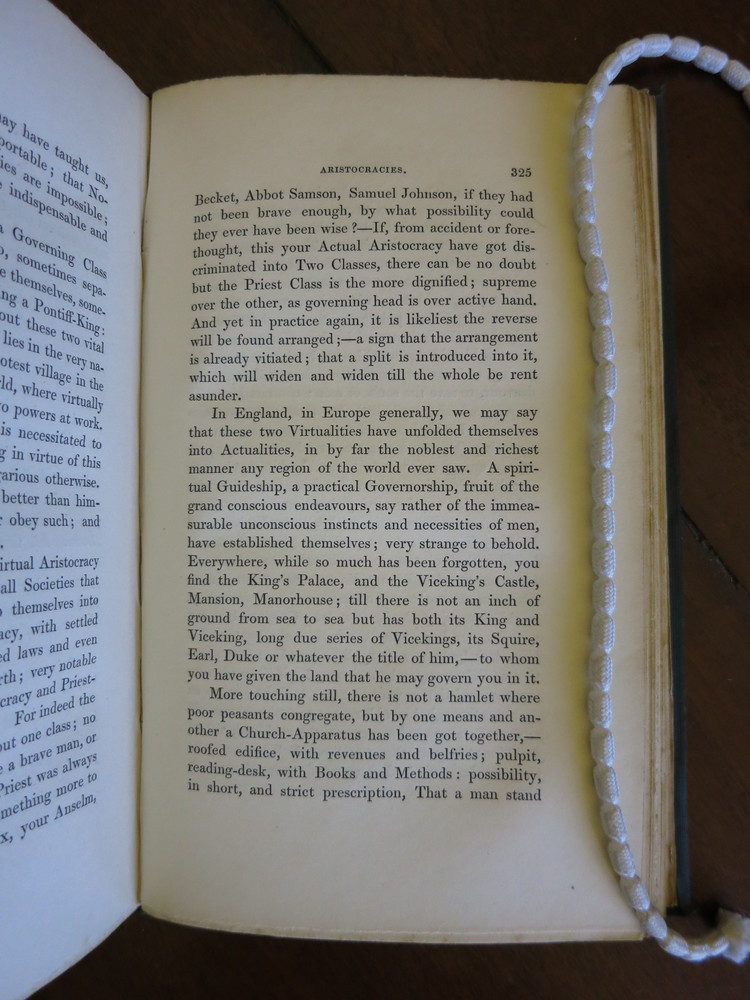 may have taught us,
portable; that No-
ies are impossible;
indispensable and
a Governing Class
sometimes sepa-
themselves, some-
ng a Pontiff-King:
out these two vital
lies in the very na-
otest village in the
rld, where virtually
o powers at work.
is necessitated to
g in virtue of this
arious otherwise.
better than him-
obey such; and
irtual Aristocracy
all Societies that
themselves into
acy, with settled
ed laws and even
rth; very notable
cracy and Priest-
For indeed the
out one class; no
a brave man, or
Priest was always
mething more to
x, your Anselm,
ARISTOCRACIES. 325
Becket, Abbot Samson, Samuel Johnson, if they had
not been brave enough, by what possibility could
they ever have been wise?—If, from accident or fore-
thought, this your Actual Aristocracy have got dis-
criminated into Two Classes, there can be no doubt
but the Priest Class is the more dignified; supreme
over the other, as governing head is over active hand.
And yet in practice again, it is likeliest the reverse
will be found arranged;—a sign that the arrangement
is already vitiated; that a split is introduced into it,
which will widen and widen till the whole be rent
asunder.
In England, in Europe generally, we may say
that these two Virtualities have unfolded themselves
into Actualities, in by far the noblest and richest
manner any region of the world ever saw. A spiri-
tual Guideship, a practical Governorship, fruit of the
grand conscious endeavours, say rather of the immea-
surable unconscious instincts and necessities of men,
have established themselves; very strange to behold.
Everywhere, while so much has been forgotten, you
find the King's Palace, and the Viceking's Castle,
Mansion, Manorhouse; till there is not an inch of
ground from sea to sea but has both its King and
Viceking, long due series of Vicekings, its Squire,
Earl, Duke or whatever the title of him,—to whom
you have given the land that he may govern you in it.
More touching still, there is not a hamlet where
poor peasants congregate, but by one means and an-
other a Church-Apparatus has been got together,—
roofed edifice, with revenues and belfries; pulpit,
reading-desk, with Books and Methods: possibility,
in short, and strict prescription, That a man stand